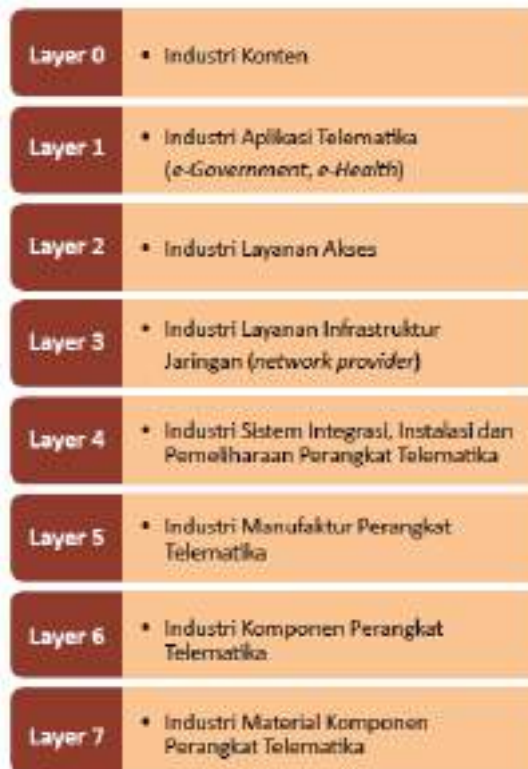 Layer 0
• Industri Konten
Layer 1
• Industri Aplikasi Telematika
(e-Government, e-Health)
Layer 2
• Industri Layanan Akses
Layer 3
• Industri Layanan Infrastruktur
Jaringan (network provider)
Layer 4
• Industri Sistem Integrasi, Instalasi dan
Pemeliharaan Perangkat Telematika
Layer 5
• Industri Manufaktur Perangkat
Telematika
Layer 6
• Industri Komponen Perangkat
Telematika
Layer 7
• Industri Material Komponen
Perangkat Telematika